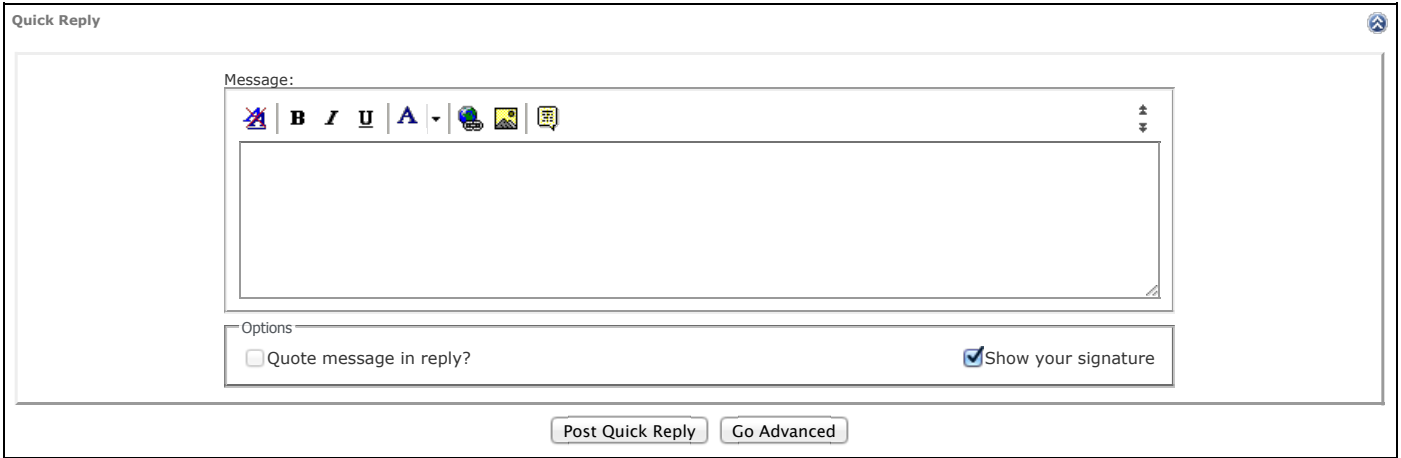 Quick Reply
Message:
B I U A
Options
Quote message in reply? Show your signature
Post Quick Reply Go Advanced